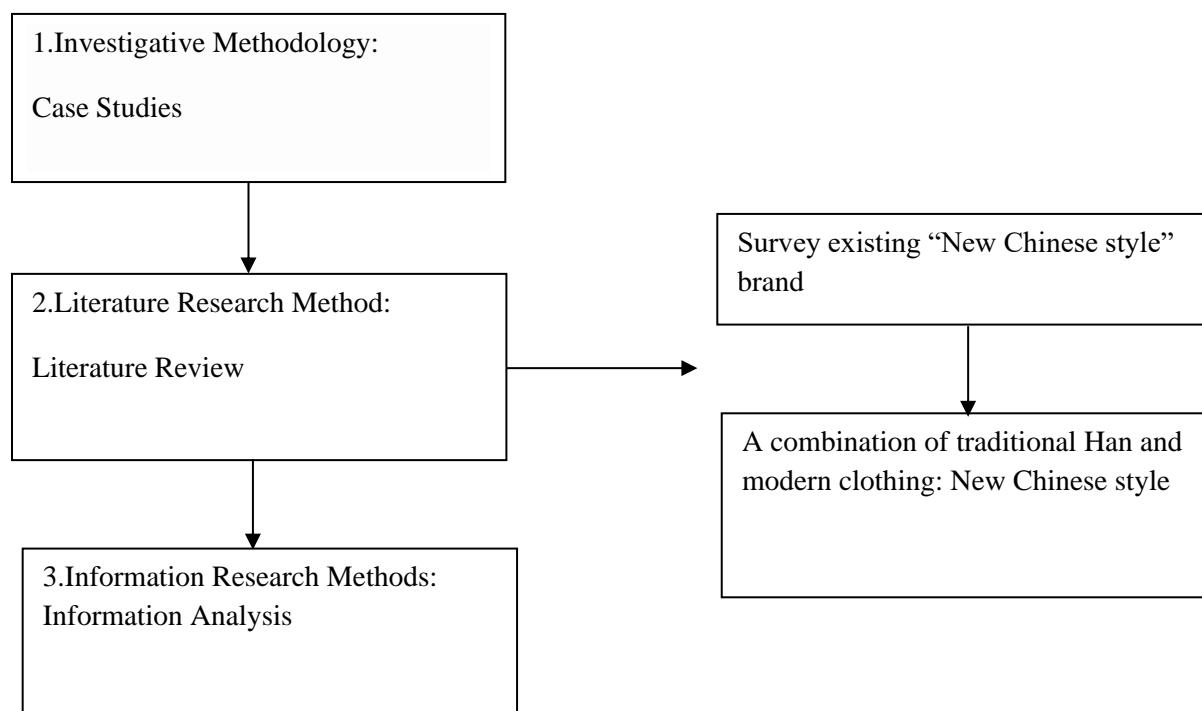 1.Investigative Methodology:
Case Studies
2.Literature Research Method:
Literature Review
3.Information Research Methods:
Information Analysis
Survey existing “New Chinese style”
brand
A combination of traditional Han and
modern clothing: New Chinese style